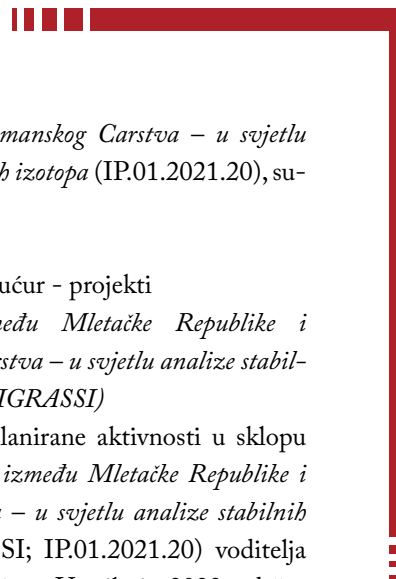 manskog Carstva – u svjetlu
h izotopa (IP.01.2021.20), su-
ućur - projekti
među Mletačke Republike i
rstva – u svjetlu analize stabil-
IGRASSI)
lanirane aktivnosti u sklopu
između Mletačke Republike i
– u svjetlu analize stabilnih
SI; IP.01.2021.20) voditelja